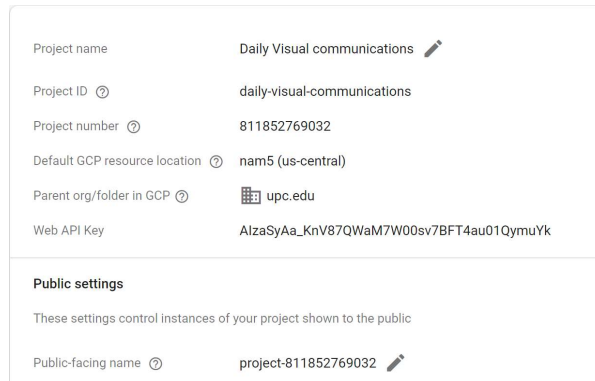 Project name Daily Visual communications
Project ID daily-visual-communications
Project number 811852769032
Default GCP resource location nam5 (us-central)
Parent org/folder in GCP upc.edu
Web API Key AIzaSyAa_KnV87QWaM7W00sv7BFT4au01QymuYk
Public settings
These settings control instances of your project shown to the public
Public-facing name project-811852769032